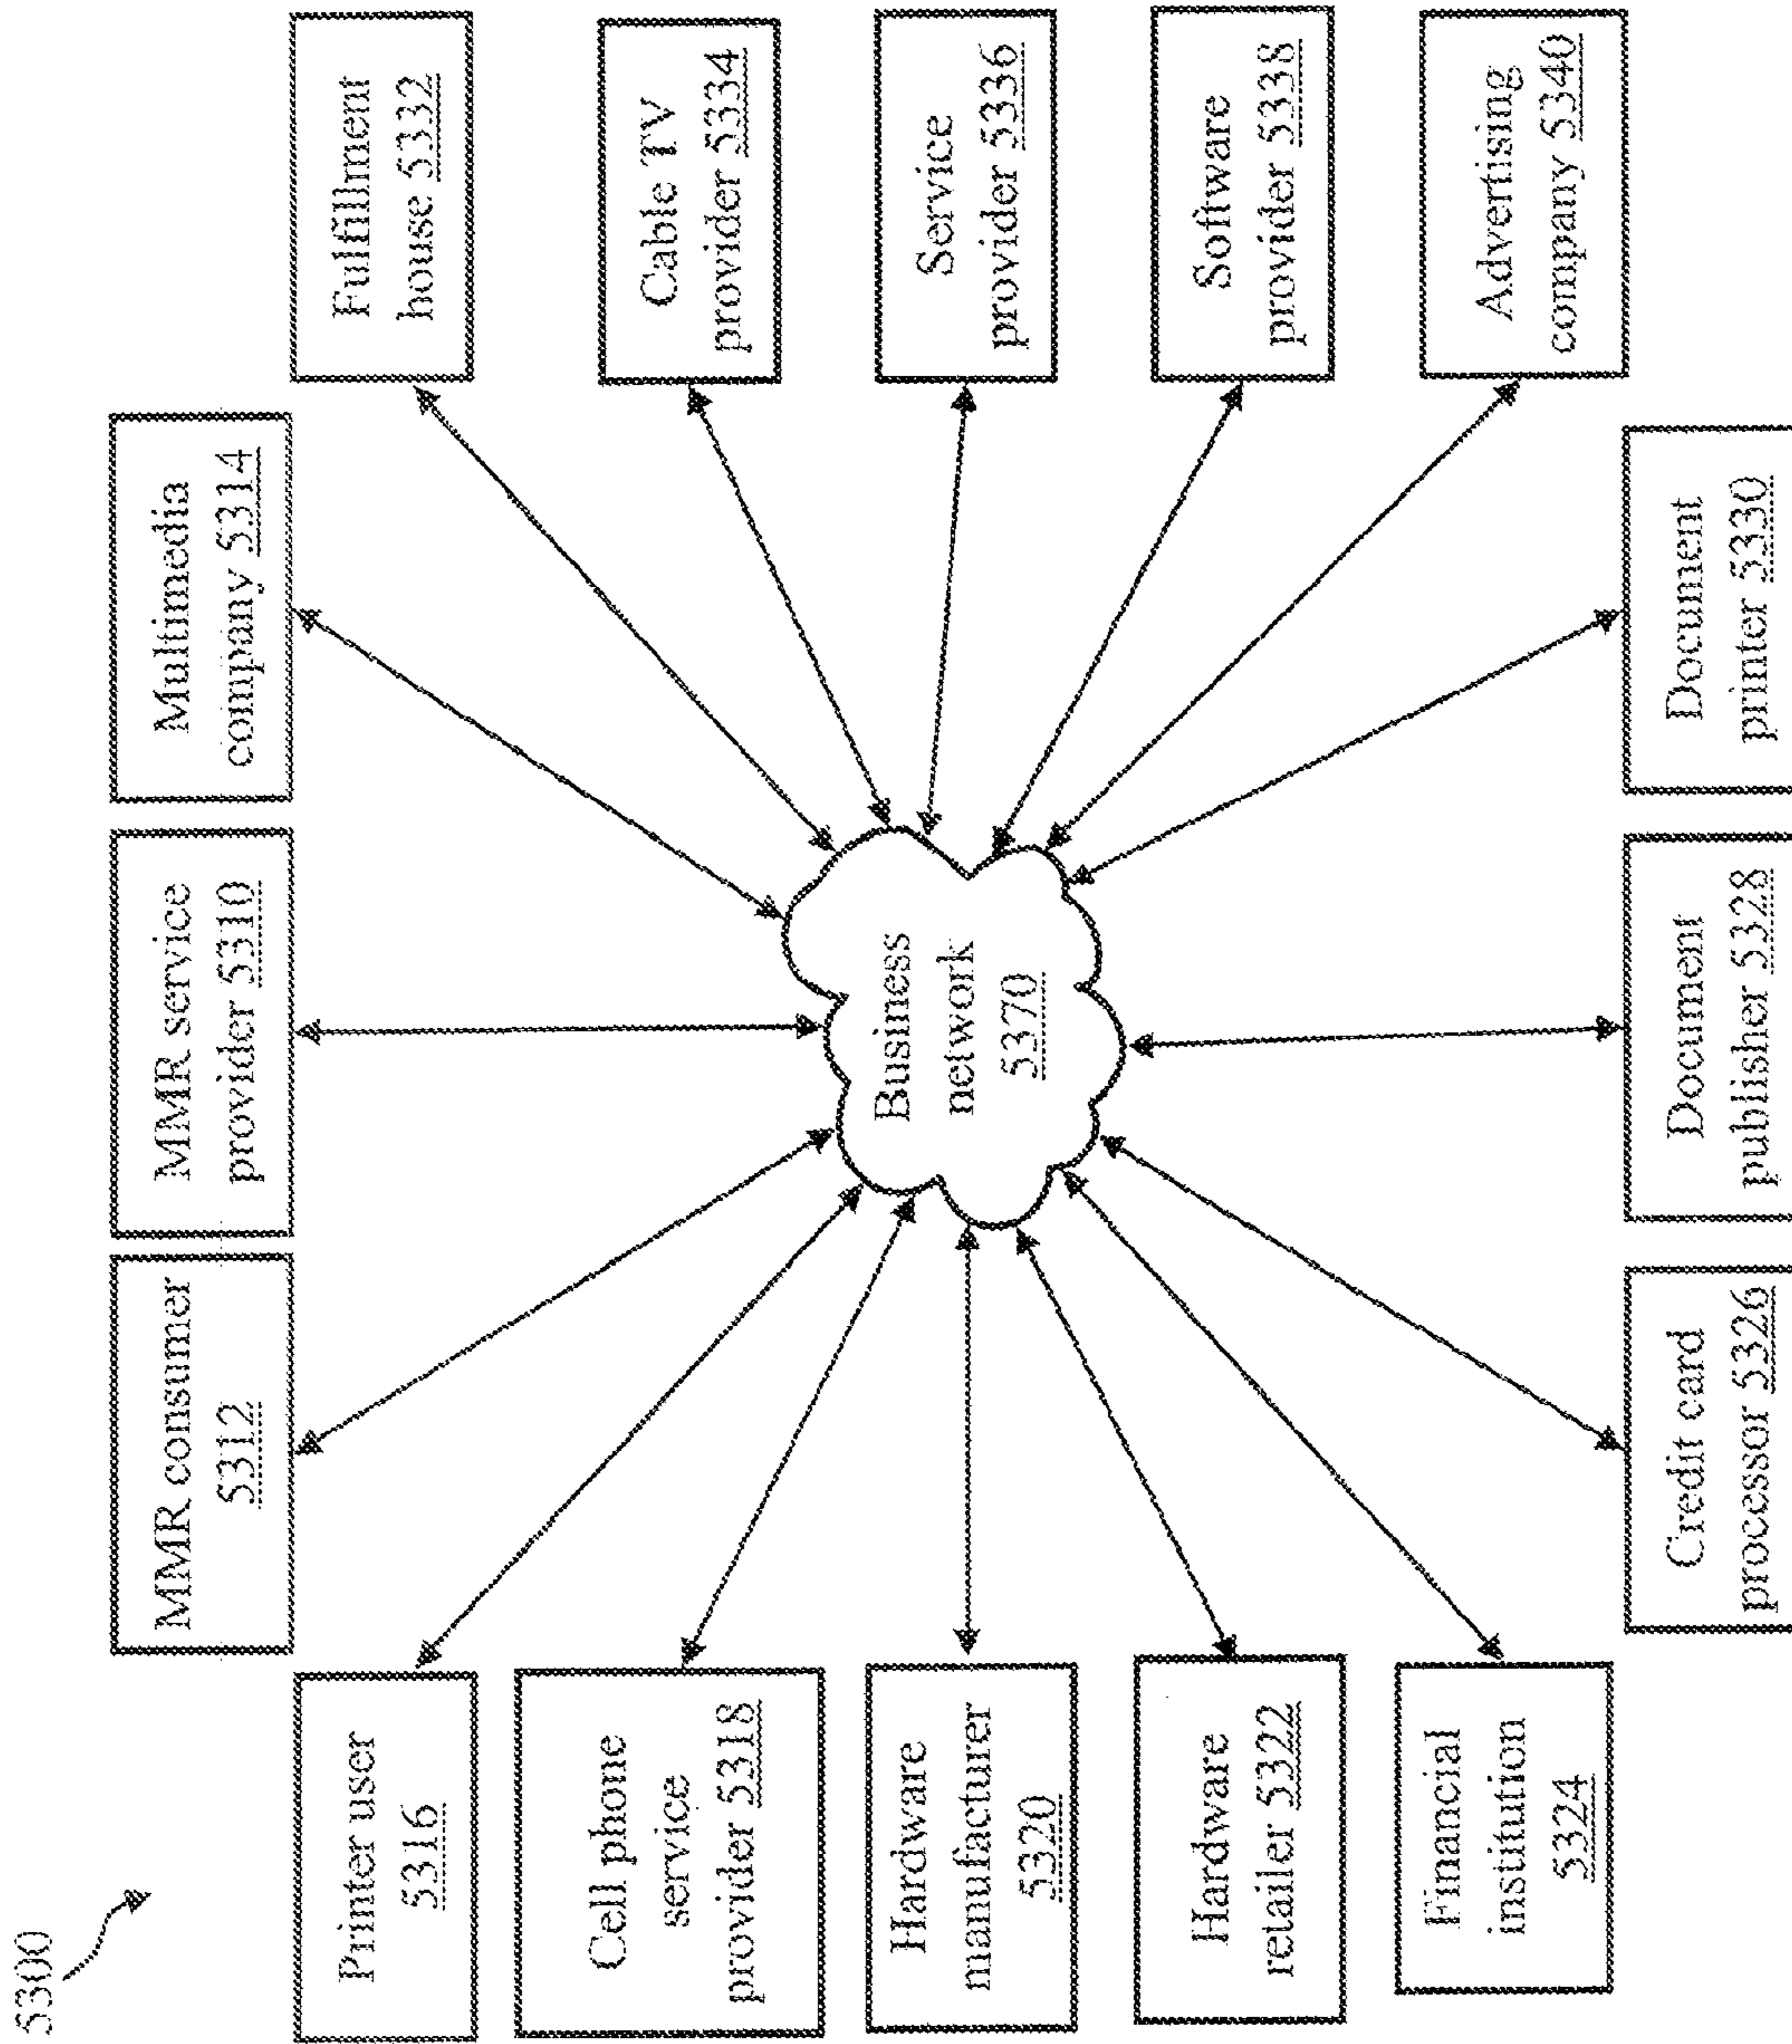 5300
MMR consumer
5312
MMR service
provider 5310
Multimedia
company 5314
Printer user
5316
Fulfillment
house 5332
Cell phone
service
provider 5318
Cable TV
provider 5334
Hardware
manufacturer
5320
Business
network
5370
Service
provider 5336
Hardware
retailer 5322
Software
provider 5338
Financial
institution
5324
Advertising
company 5340
Credit card
processor 5326
Document
publisher 5328
Document
printer 5330